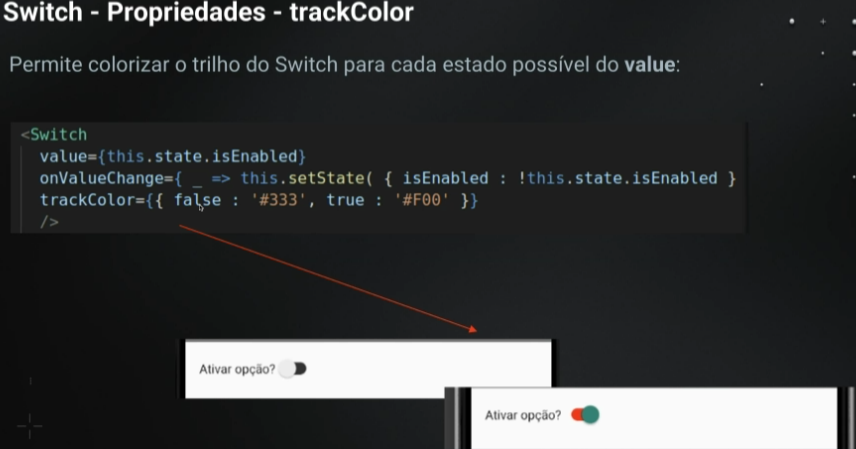 Switch - Propriedades - trackColor
Permite colorizar o trilho do Switch para cada estado possível do value:
<Switch
value={this.state.isEnabled}
onValueChange={ _ => this.setState( { isEnabled : !this.state.isEnabled }
trackColor={{ false : '#333', true : '#F00' }}
/>
Ativar opção?
Ativar opção?